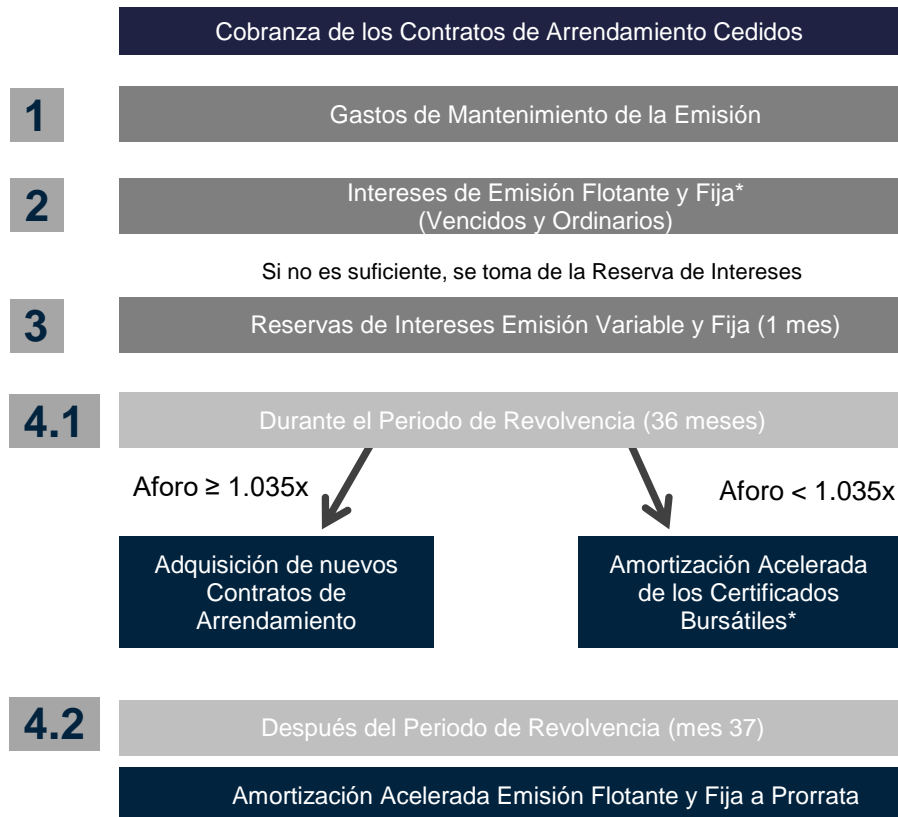 Cobranza de los Contratos de Arrendamiento Cedidos
1
Gastos de Mantenimiento de la Emisión
2
Intereses de Emisión Flotante y Fija*
(Vencidos y Ordinarios)
Si no es suficiente, se toma de la Reserva de Intereses
3
Reservas de Intereses Emisión Variable y Fija (1 mes)
4.1
Durante el Periodo de Revolvencia (36 meses)
Aforo ≥ 1.035x
Aforo < 1.035x
Adquisición de nuevos
Contratos de
Arrendamiento
Amortización Acelerada
de los Certificados
Bursátiles*
4.2
Después del Periodo de Revolvencia (mes 37)
Amortización Acelerada Emisión Flotante y Fija a Prorrata